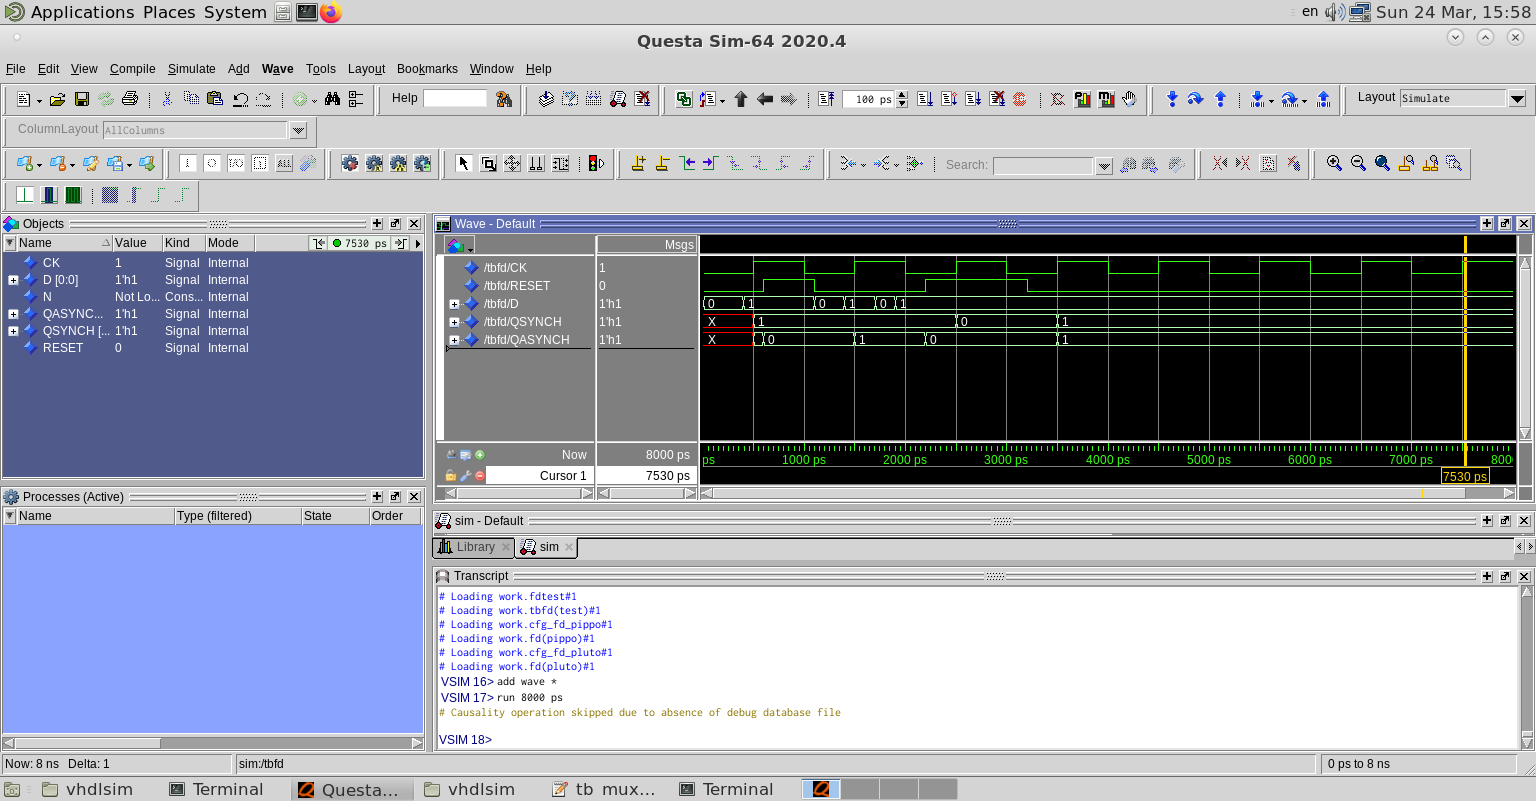 Applications Places System
en Sun 24 Mar, 15:58
Questa Sim-64 2020.4
File Edit View Compile Simulate Add Wave Tools Layout Bookmarks Window Help
Help 100 ps Layout Simulate
ColumnLayout AllColumns
Search:
Objects
Name Value Kind Mode 7530 ps
CK 1 Signal Internal
D [0:0] 1'h1 Signal Internal
N Not Lo... Cons... Internal
QASYNC... 1'h1 Signal Internal
QSYNCH [... 1'h1 Signal Internal
RESET 0 Signal Internal
Wave - Default
Msgs
/tbfd/CK 1
/tbfd/RESET 0
/tbfd/D 1'h1 0 1 0 1 0 1
/tbfd/QSYNCH 1'h1 X 1 0 1
/tbfd/QASYNCH 1'h1 X 0 1 0 1
Now 8000 ps ps 1000 ps 2000 ps 3000 ps 4000 ps 5000 ps 6000 ps 7000 ps 800
Cursor 1 7530 ps 7530 ps
Processes (Active)
Name Type (filtered) State Order
sim - Default
Library sim
Transcript
# Loading work.fdtest#1
# Loading work.tbfd(test)#1
# Loading work.cfg_fd_pippo#1
# Loading work.fd(pippo)#1
# Loading work.cfg_fd_pluto#1
# Loading work.fd(pluto)#1
VSIM 16> add wave *
VSIM 17> run 8000 ps
# Causality operation skipped due to absence of debug database file
VSIM 18>
Now: 8 ns Delta: 1 sim:/tbfd 0 ps to 8 ns
vhdlsim Terminal Questa... vhdlsim tb mux... Terminal